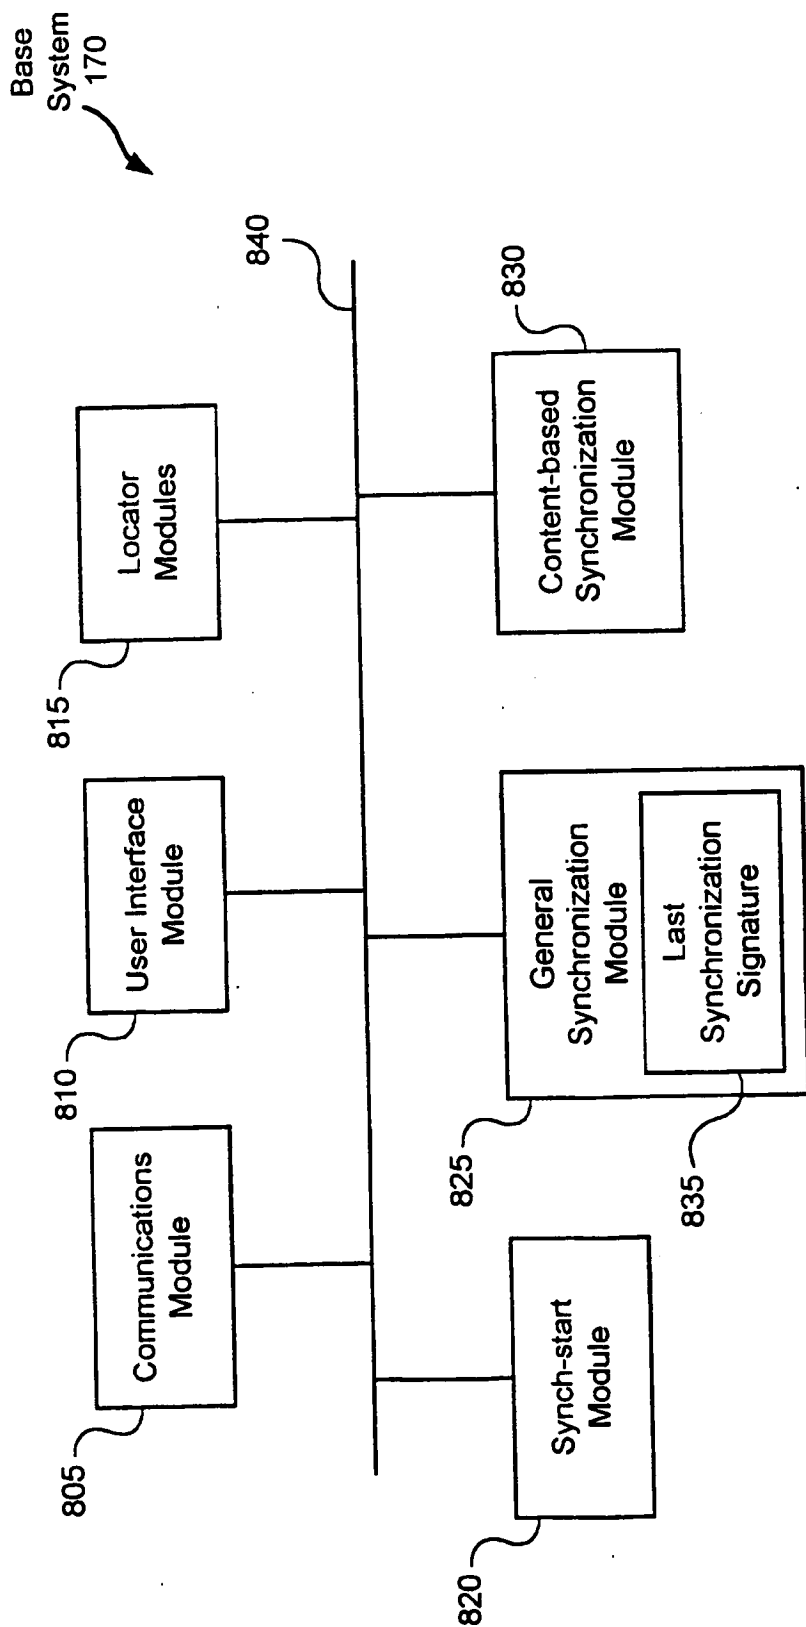 Base
System
170
805
Communications
Module
810
User Interface
Module
815
Locator
Modules
840
820
Synch-start
Module
825
General
Synchronization
Module
835
Last
Synchronization
Signature
830
Content-based
Synchronization
Module